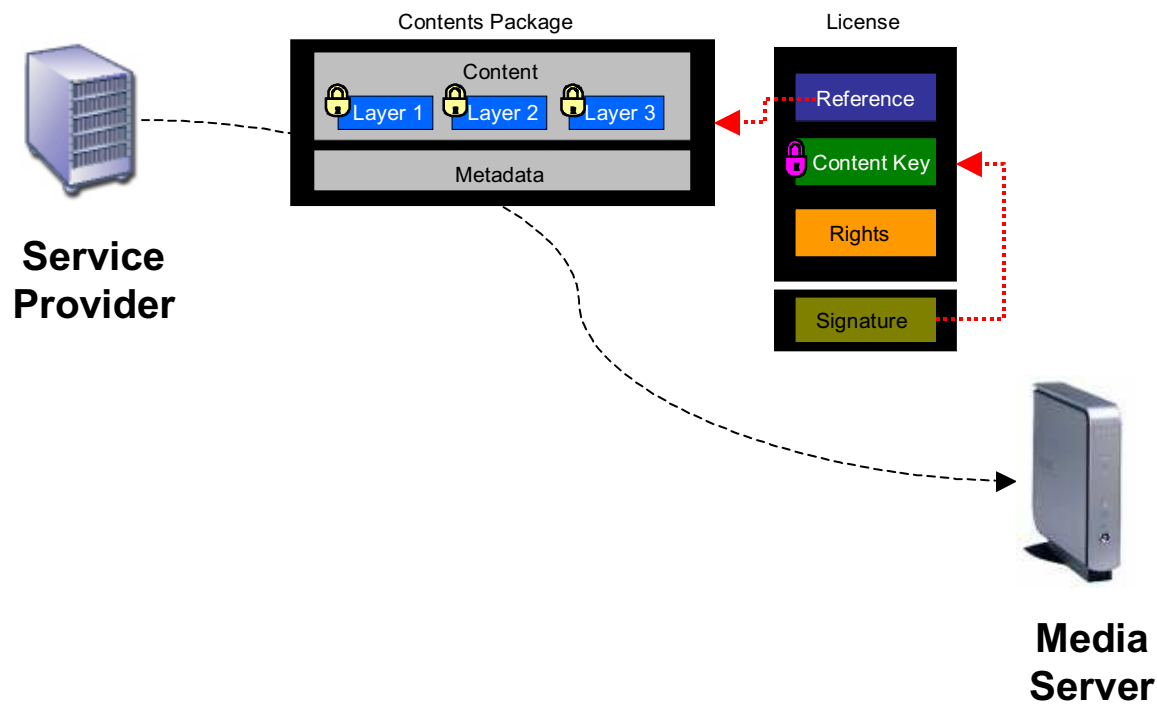 Contents Package
License
Content
Layer 1
Layer 2
Layer 3
Metadata
Reference
Content Key
Rights
Signature
Service
Provider
Media
Server